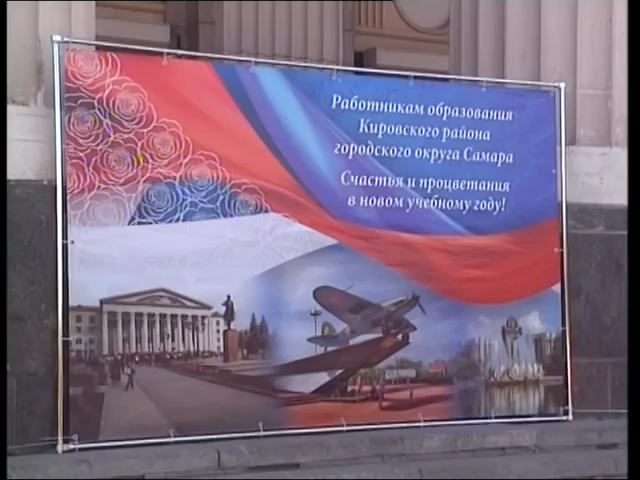 Работникам образования
Кировского района
городского округа Самара
Счастья и процветания
в новом учебному году!